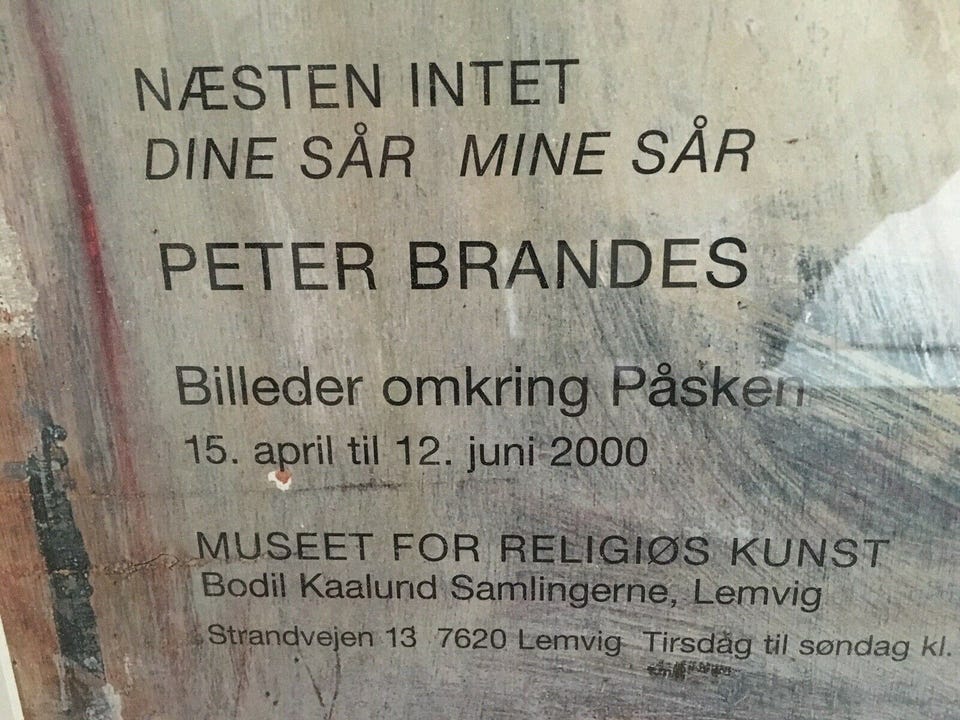 NÆSTEN INTET
DINE SÅR MINE SÅR
PETER BRANDES
Billeder omkring Påsken
15. april til 12. juni 2000
MUSEET FOR RELIGIØS KUNST
Bodil Kaalund Samlingerne, Lemvig
Strandvejen 13 7620 Lemvig Tirsdag til søndag kl.